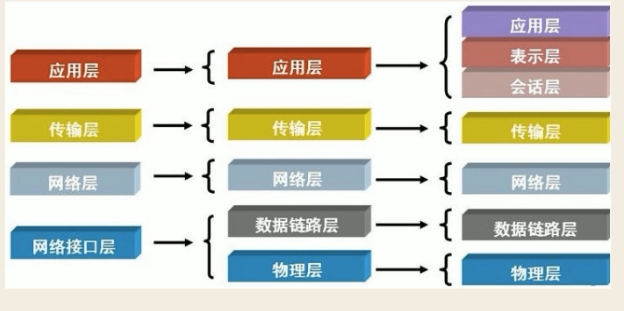 应用层
传输层
网络层
网络接口层
应用层
传输层
网络层
数据链路层
物理层
应用层
表示层
会话层
传输层
网络层
数据链路层
物理层